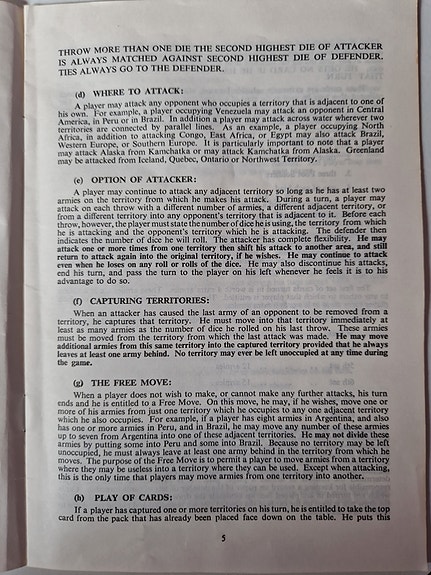 THROW MORE THAN ONE DIE THE SECOND HIGHEST DIE OF ATTACKER
IS ALWAYS MATCHED AGAINST SECOND HIGHEST DIE OF DEFENDER.
TIES ALWAYS GO TO THE DEFENDER.
(d) WHERE TO ATTACK:
A player may attack any opponent who occupies a territory that is adjacent to one of
his own. For example, a player occupying Venezuela may attack an opponent in Central
America, in Peru or in Brazil. In addition a player may attack across water wherever two
territories are connected by parallel lines. As an example, a player occupying North
Africa, in addition to attacking Congo, East Africa, or Egypt may also attack Brazil,
Western Europe, or Southern Europe. It is particularly important to note that a player
may attack Alaska from Kamchatka or may attack Kamchatka from Alaska. Greenland
may be attacked from Iceland, Quebec, Ontario or Northwest Territory.
(e) OPTION OF ATTACKER:
A player may continue to attack any adjacent territory so long as he has at least two
armies on the territory from which he makes his attack. During a turn, a player may
attack on each throw with a different number of armies, a different adjacent territory, or
from a different territory into any opponent's territory that is adjacent to it. Before each
throw, however, the player must state the number of dice he is using, the territory from which
he is attacking and the opponent's territory which he is attacking. The defender then
indicates the number of dice he will roll. The attacker has complete flexibility. He may
attack one or more times from one territory then shift his attack to another area, and still
return to attack again into the original territory, if he wishes. He may continue to attack
even when he loses on any roll or rolls of the dice. He may also discontinue his attacks,
end his turn, and pass the turn to the player on his left whenever he feels it is to his
advantage to do so.
(f) CAPTURING TERRITORIES:
When an attacker has caused the last army of an opponent to be removed from a
territory, he captures that territory. He must move into that territory immediately at
least as many armies as the number of dice he rolled on his last throw. These armies
must be moved from the territory from which the last attack was made. He may move
additional armies from this same territory into the captured territory provided that he always
leaves at least one army behind. No territory may be left unoccupied at any time during
the game.
(g) THE FREE MOVE:
When a player does not wish to make, or cannot make any further attacks, his turn
ends and he is entitled to a Free Move. On this move, he may, if he wishes, move one or
more of his armies from just one territory which he occupies to any one adjacent territory
which he also occupies. For example, if a player has eight armies in Argentina, and also
has one or more armies in Peru, and in Brazil, he may move any number of these armies
up to seven from Argentina into one of these adjacent territories. He may not divide these
armies by putting some into Peru and some into Brazil. Because no territory may be left
unoccupied, he must always leave at least one army behind in the territory from which he
moves. The purpose of the Free Move is to permit a player to move armies from a territory
where they may be useless into a territory where they can be used. Except when attacking,
this is the only time that players may move armies from one territory into another.
(h) PLAY OF CARDS:
If a player has captured one or more territories on his turn, he is entitled to take the top
card from the pack that has already been placed face down on the table. He puts this
5